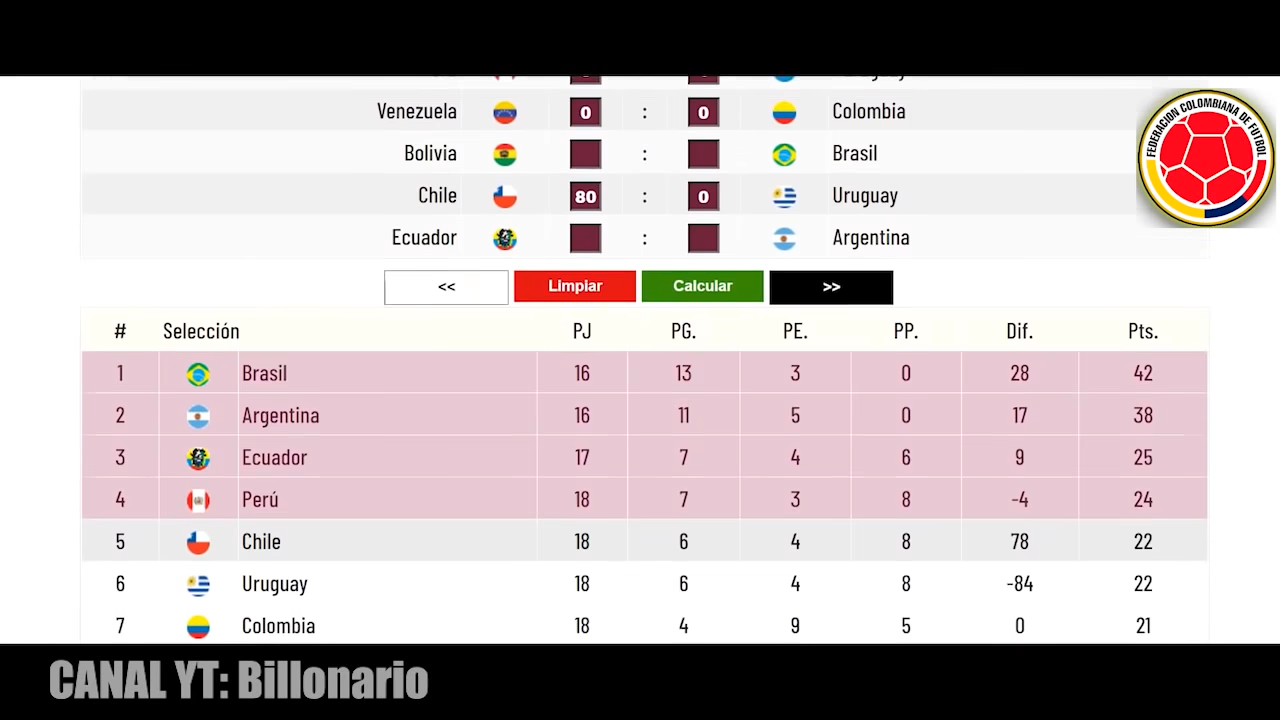 Venezuela 0 : 0 Colombia
FEDERACION COLOMBIANA DE FUTBOL
Bolivia : Brasil
Chile 80 : 0 Uruguay
Ecuador : Argentina
<< Limpiar Calcular >>
# Selección PJ PG. PE. PP. Dif. Pts.
1 Brasil 16 13 3 0 28 42
2 Argentina 16 11 5 0 17 38
3 Ecuador 17 7 4 6 9 25
4 Perú 18 7 3 8 -4 24
5 Chile 18 6 4 8 78 22
6 Uruguay 18 6 4 8 -84 22
7 Colombia 18 4 9 5 0 21
CANAL YT: Billonario